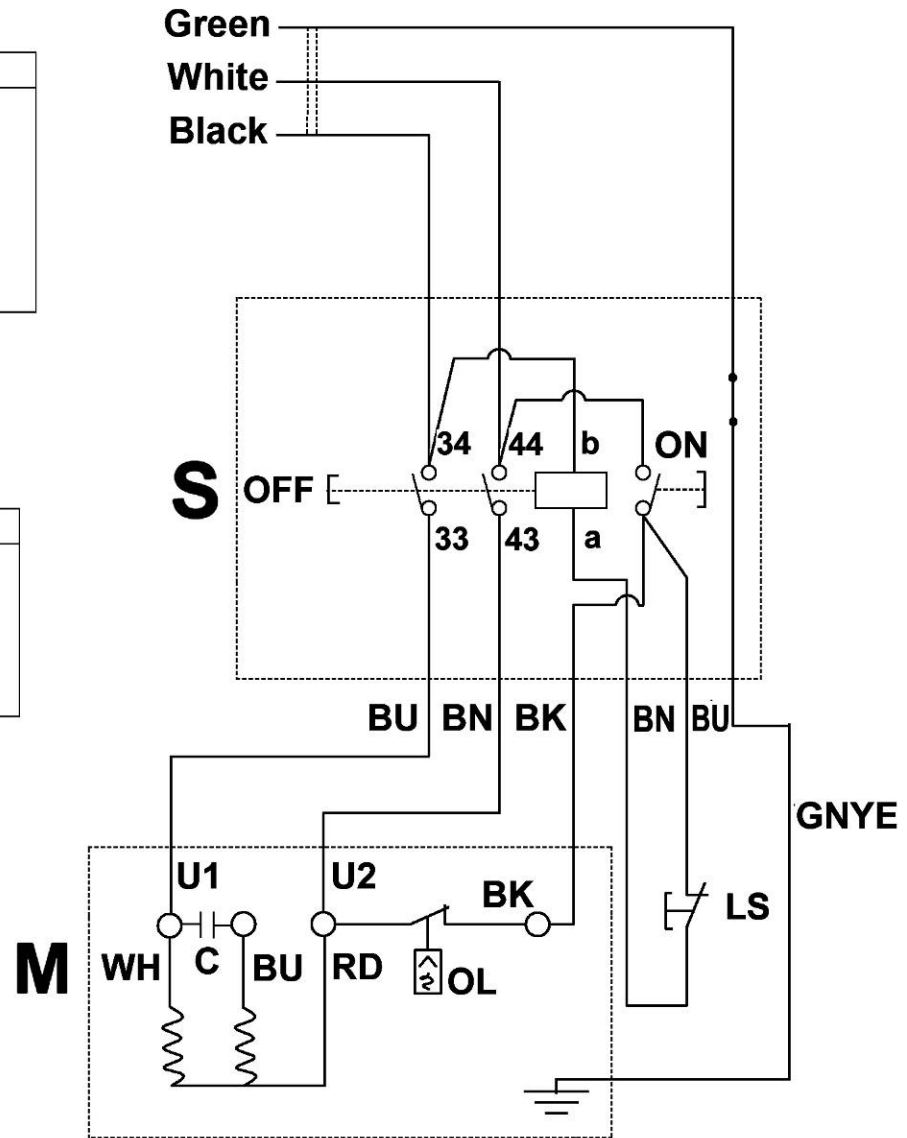 Green
White
Black
34 44 b ON
S OFF
33 43 a
BU BN BK BN BU
GNYE
U1 U2 BK LS
M WH C BU RD OL